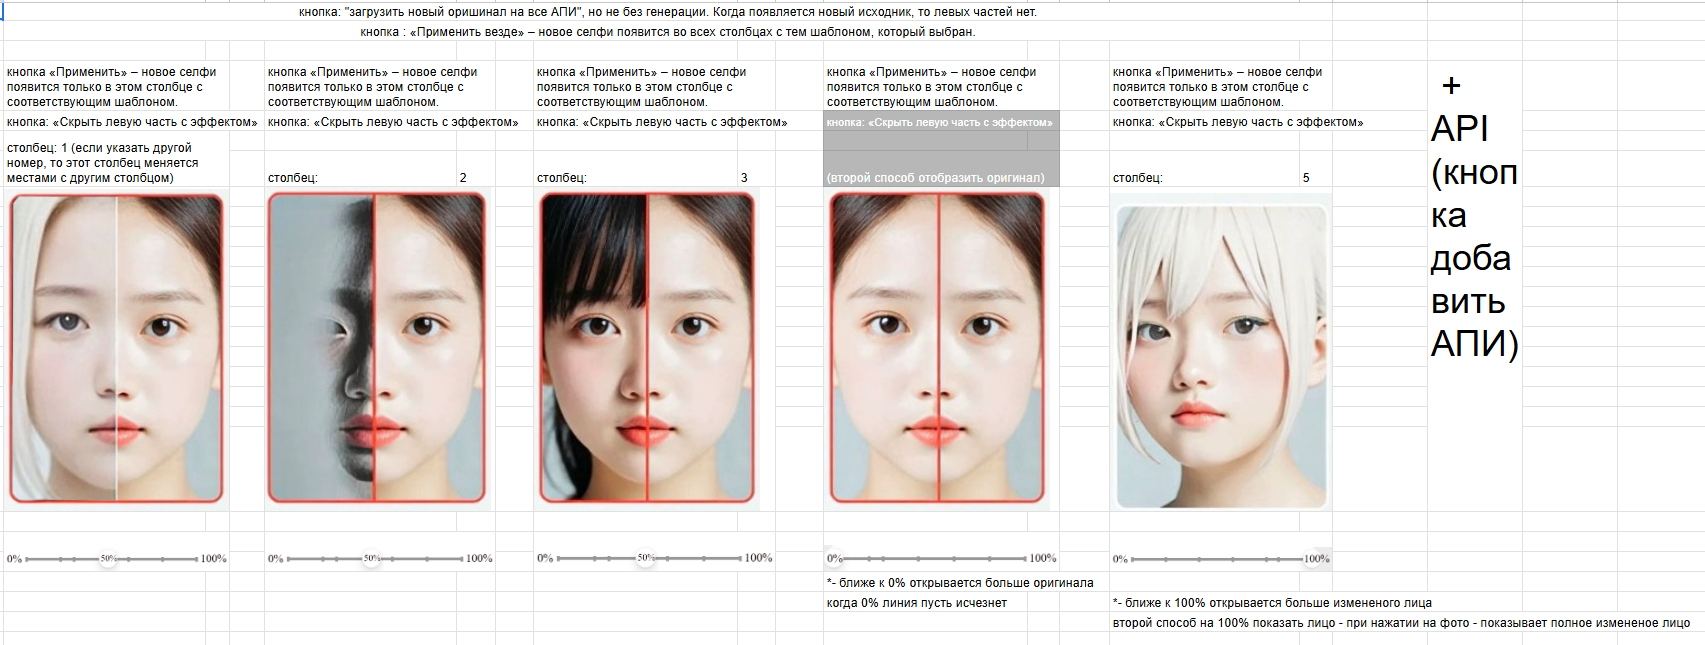 кнопка: "загрузить новый оришинал на все АПИ", но не без генерации. Когда появляется новый исходник, то левых частей нет.
кнопка : «Применить везде» – новое селфи появится во всех столбцах с тем шаблоном, который выбран.
кнопка «Применить» – новое селфи
появится только в этом столбце с
соответствующим шаблоном.
кнопка «Применить» – новое селфи
появится только в этом столбце с
соответствующим шаблоном.
кнопка «Применить» – новое селфи
появится только в этом столбце с
соответствующим шаблоном.
кнопка «Применить» – новое селфи
появится только в этом столбце с
соответствующим шаблоном.
кнопка «Применить» – новое селфи
появится только в этом столбце с
соответствующим шаблоном.
кнопка: «Скрыть левую часть с эффектом»
кнопка: «Скрыть левую часть с эффектом»
кнопка: «Скрыть левую часть с эффектом»
кнопка: «Скрыть левую часть с эффектом»
кнопка: «Скрыть левую часть с эффектом»
столбец: 1 (если указать другой
номер, то этот столбец меняется
местами с другим столбцом)
столбец: 2
столбец: 3
(второй способ отобразить оригинал)
столбец: 5
+
API
(кноп
ка
доба
вить
АПИ)
0% 50% 100%
0% 50% 100%
0% 50% 100%
0% 100%
0% 100%
*- ближе к 0% открывается больше оригинала
когда 0% линия пусть исчезнет
*- ближе к 100% открывается больше измененого лица
второй способ на 100% показать лицо - при нажатии на фото - показывает полное измененое лицо